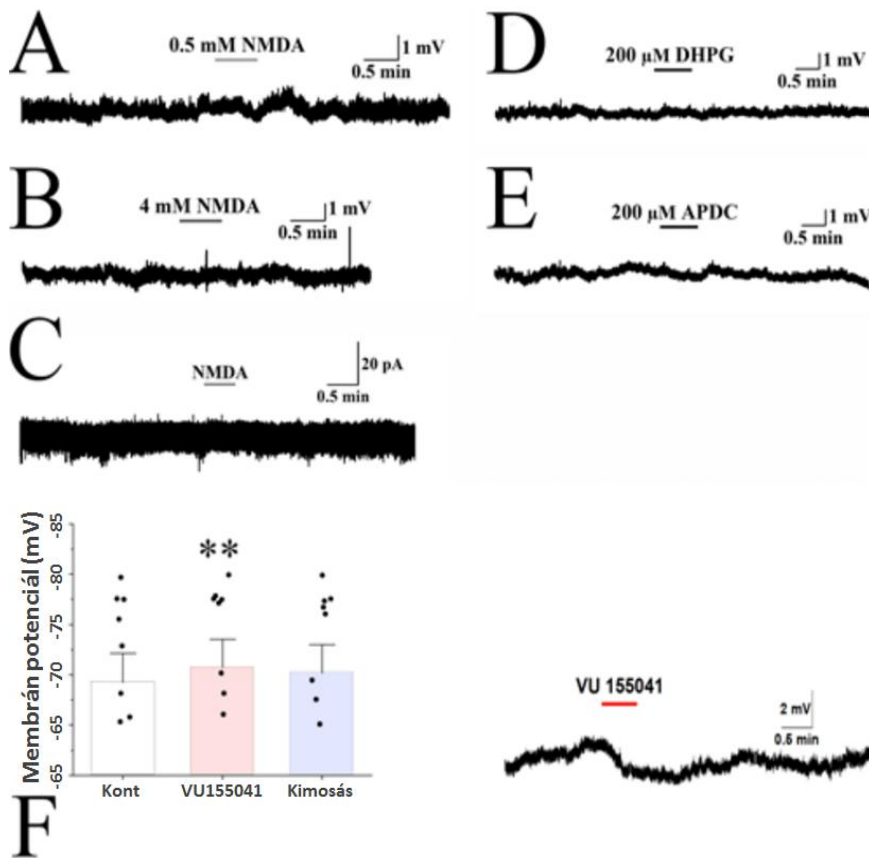 A
0.5 mM NMDA
1 mV
0.5 min
B
4 mM NMDA
1 mV
0.5 min
C
NMDA
20 pA
0.5 min
D
200 µM DHPG
1 mV
0.5 min
E
200 µM APDC
1 mV
0.5 min
Membrán potenciál (mV)
-85
-80
-75
-70
-65
-65
**
Kont
VU155041
Kimosás
F
VU 155041
2 mV
0.5 min